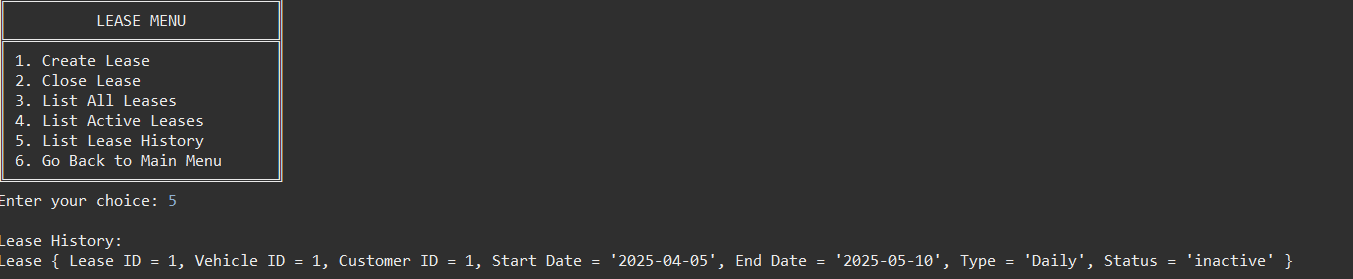 LEASE MENU
1. Create Lease
2. Close Lease
3. List All Leases
4. List Active Leases
5. List Lease History
6. Go Back to Main Menu
Enter your choice: 5
Lease History:
Lease { Lease ID = 1, Vehicle ID = 1, Customer ID = 1, Start Date = '2025-04-05', End Date = '2025-05-10', Type = 'Daily', Status = 'inactive' }